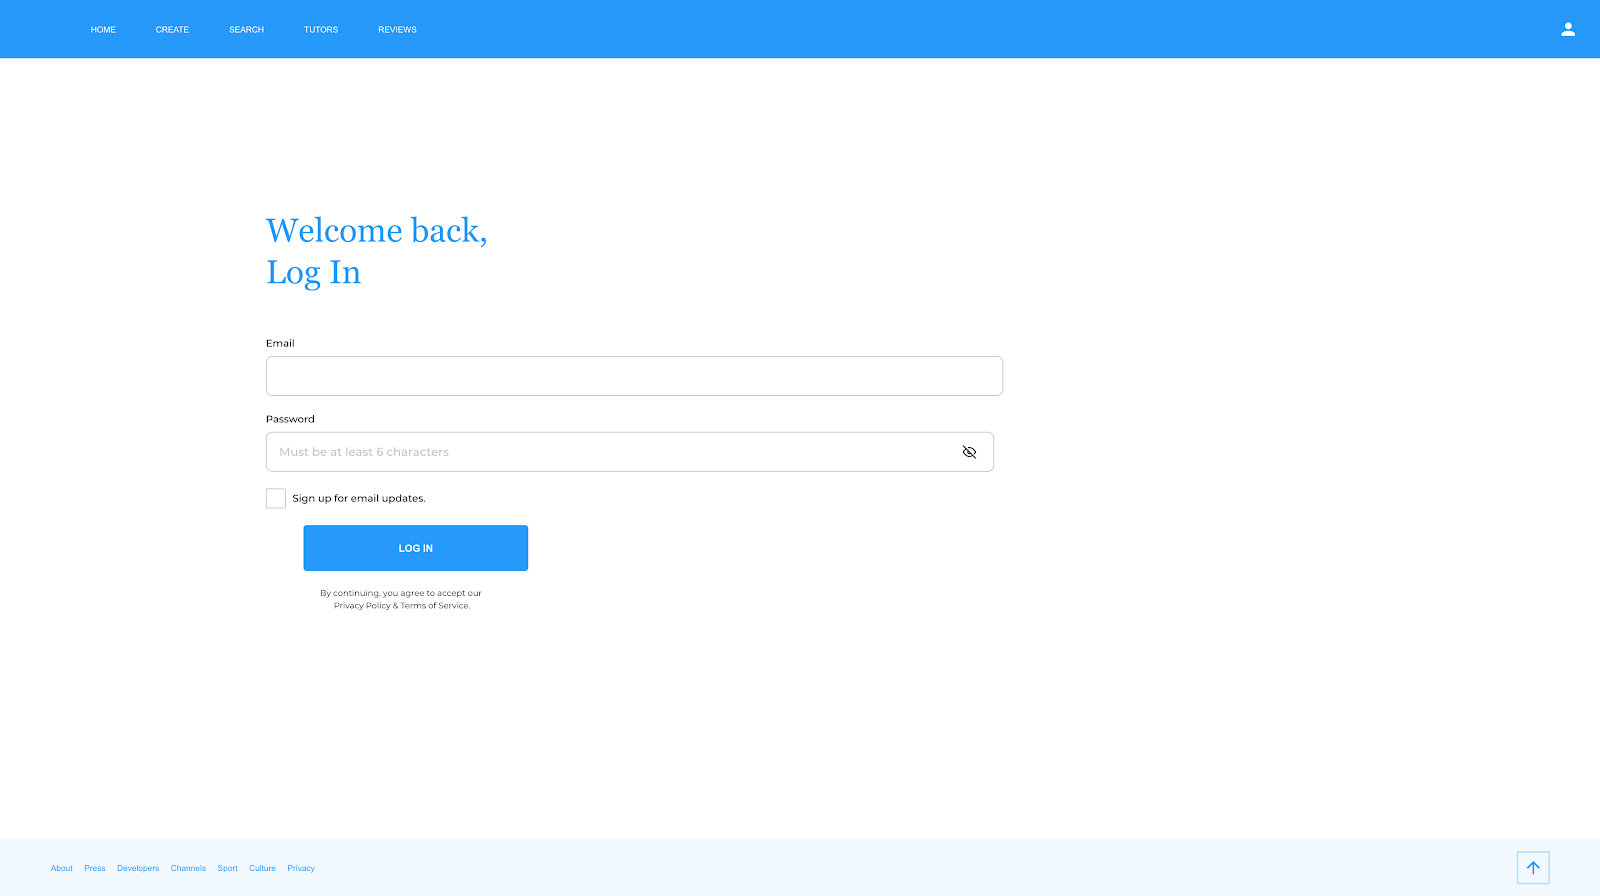 HOME CREATE SEARCH TUTORS REVIEWS
Welcome back,
Log In
Email
Password
Must be at least 6 characters
Sign up for email updates.
LOG IN
By continuing, you agree to accept our
Privacy Policy & Terms of Service.
About Press Developers Channels Sport Culture Privacy